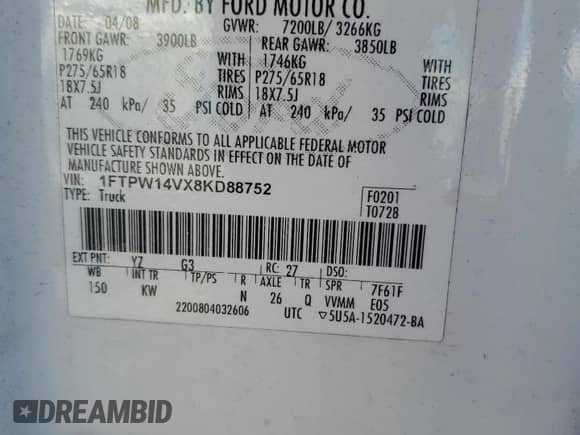 MFD. BY FORD MOTOR CO.
DATE: 04/08 GVWR: 7200LB/ 3266KG
FRONT GAWR: 3900LB REAR GAWR: 3850LB
1769KG WITH 1746KG WITH
P275/65R18 TIRES P275/65R18 TIRES
18X7.5J RIMS 18X7.5J RIMS
AT 240 kPa/ 35 PSI COLD AT 240 kPa/ 35 PSI COLD
THIS VEHICLE CONFORMS TO ALL APPLICABLE FEDERAL MOTOR
VEHICLE SAFETY STANDARDS IN EFFECT ON THE DATE OF
MANUFACTURE SHOWN ABOVE.
VIN: 1FTPW14VX8KD88752 F0201
TYPE: Truck T0728
EXT PNT: YZ G3 RC: 27
WB INT TR TP/PS R AXLE TR SPR 7F61F
150 KW N 26 Q VVMM E05
2200804032606 UTC ▽5U5A-1520472-BA
DREAMBID